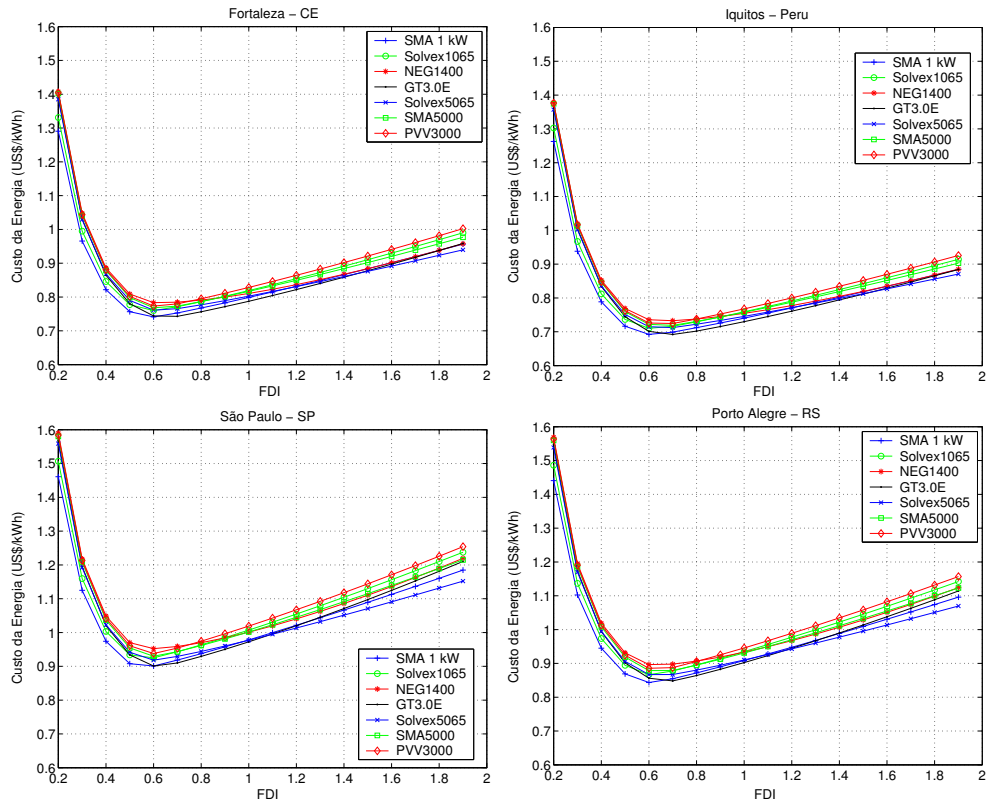 Fortaleza – CE
1.6
1.5
1.4
1.3
1.2
1.1
1
0.9
0.8
0.7
0.6
Custo da Energia (US$/kWh)
0.2 0.4 0.6 0.8 1 1.2 1.4 1.6 1.8 2
FDI
SMA 1 kW
Solvex1065
NEG1400
GT3.0E
Solvex5065
SMA5000
PVV3000
Iquitos – Peru
1.6
1.5
1.4
1.3
1.2
1.1
1
0.9
0.8
0.7
0.6
Custo da Energia (US$/kWh)
0.2 0.4 0.6 0.8 1 1.2 1.4 1.6 1.8 2
FDI
SMA 1 kW
Solvex1065
NEG1400
GT3.0E
Solvex5065
SMA5000
PVV3000
São Paulo – SP
1.6
1.5
1.4
1.3
1.2
1.1
1
0.9
0.8
0.7
0.6
Custo da Energia (US$/kWh)
0.2 0.4 0.6 0.8 1 1.2 1.4 1.6 1.8 2
FDI
SMA 1 kW
Solvex1065
NEG1400
GT3.0E
Solvex5065
SMA5000
PVV3000
Porto Alegre – RS
1.6
1.5
1.4
1.3
1.2
1.1
1
0.9
0.8
0.7
0.6
Custo da Energia (US$/kWh)
0.2 0.4 0.6 0.8 1 1.2 1.4 1.6 1.8 2
FDI
SMA 1 kW
Solvex1065
NEG1400
GT3.0E
Solvex5065
SMA5000
PVV3000